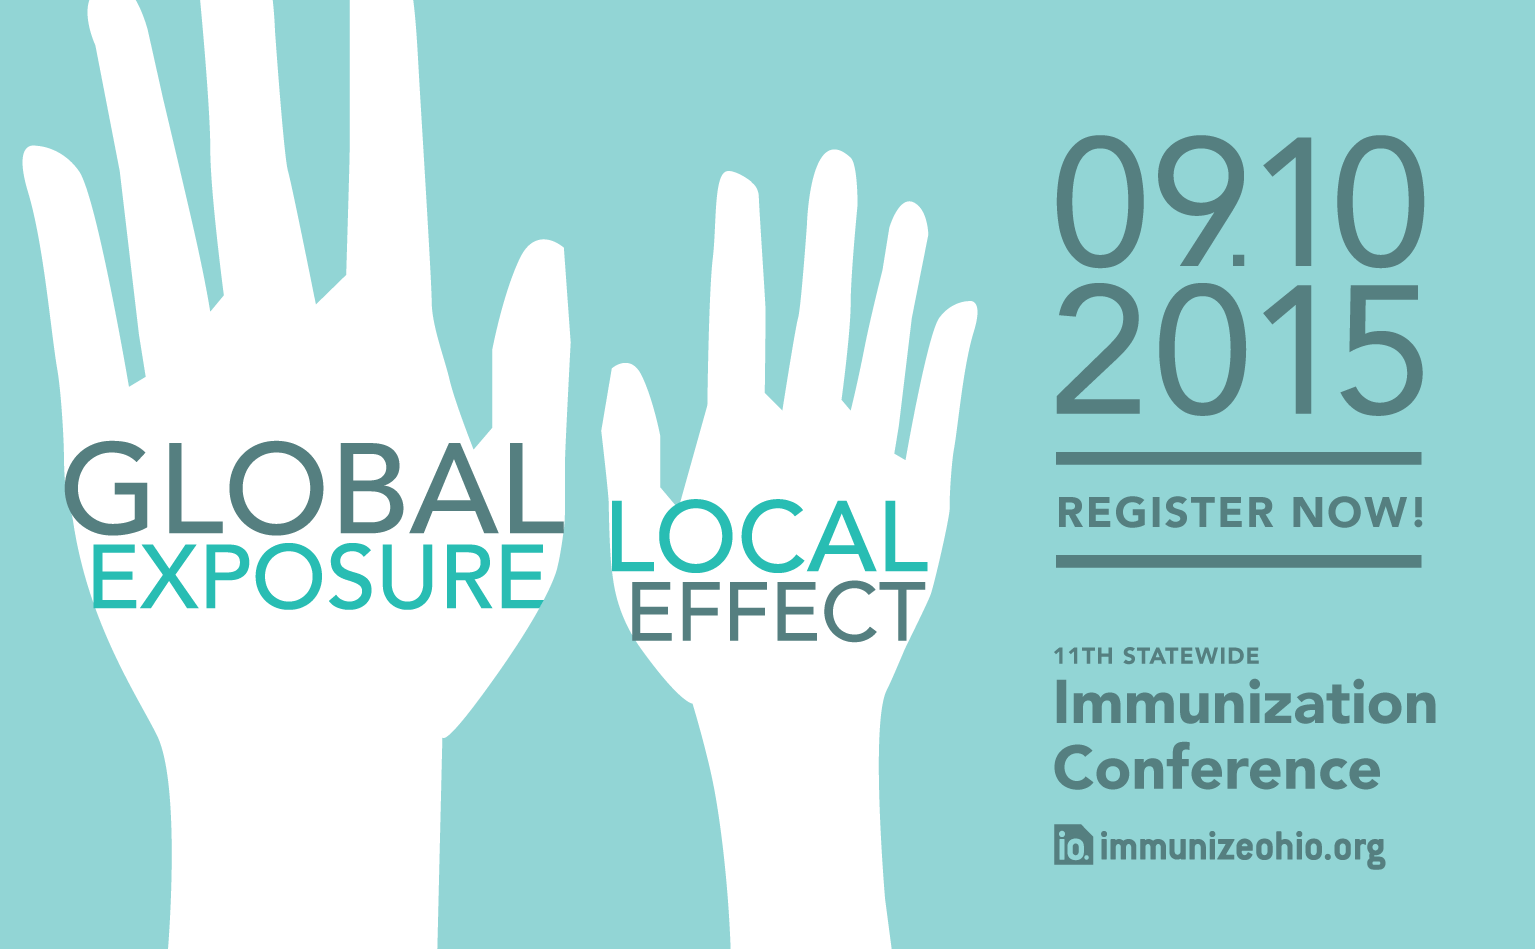 GLOBAL
EXPOSURE
LOCAL
EFFECT
09.10
2015
REGISTER NOW!
11TH STATEWIDE
Immunization
Conference
io. immunizeohio.org